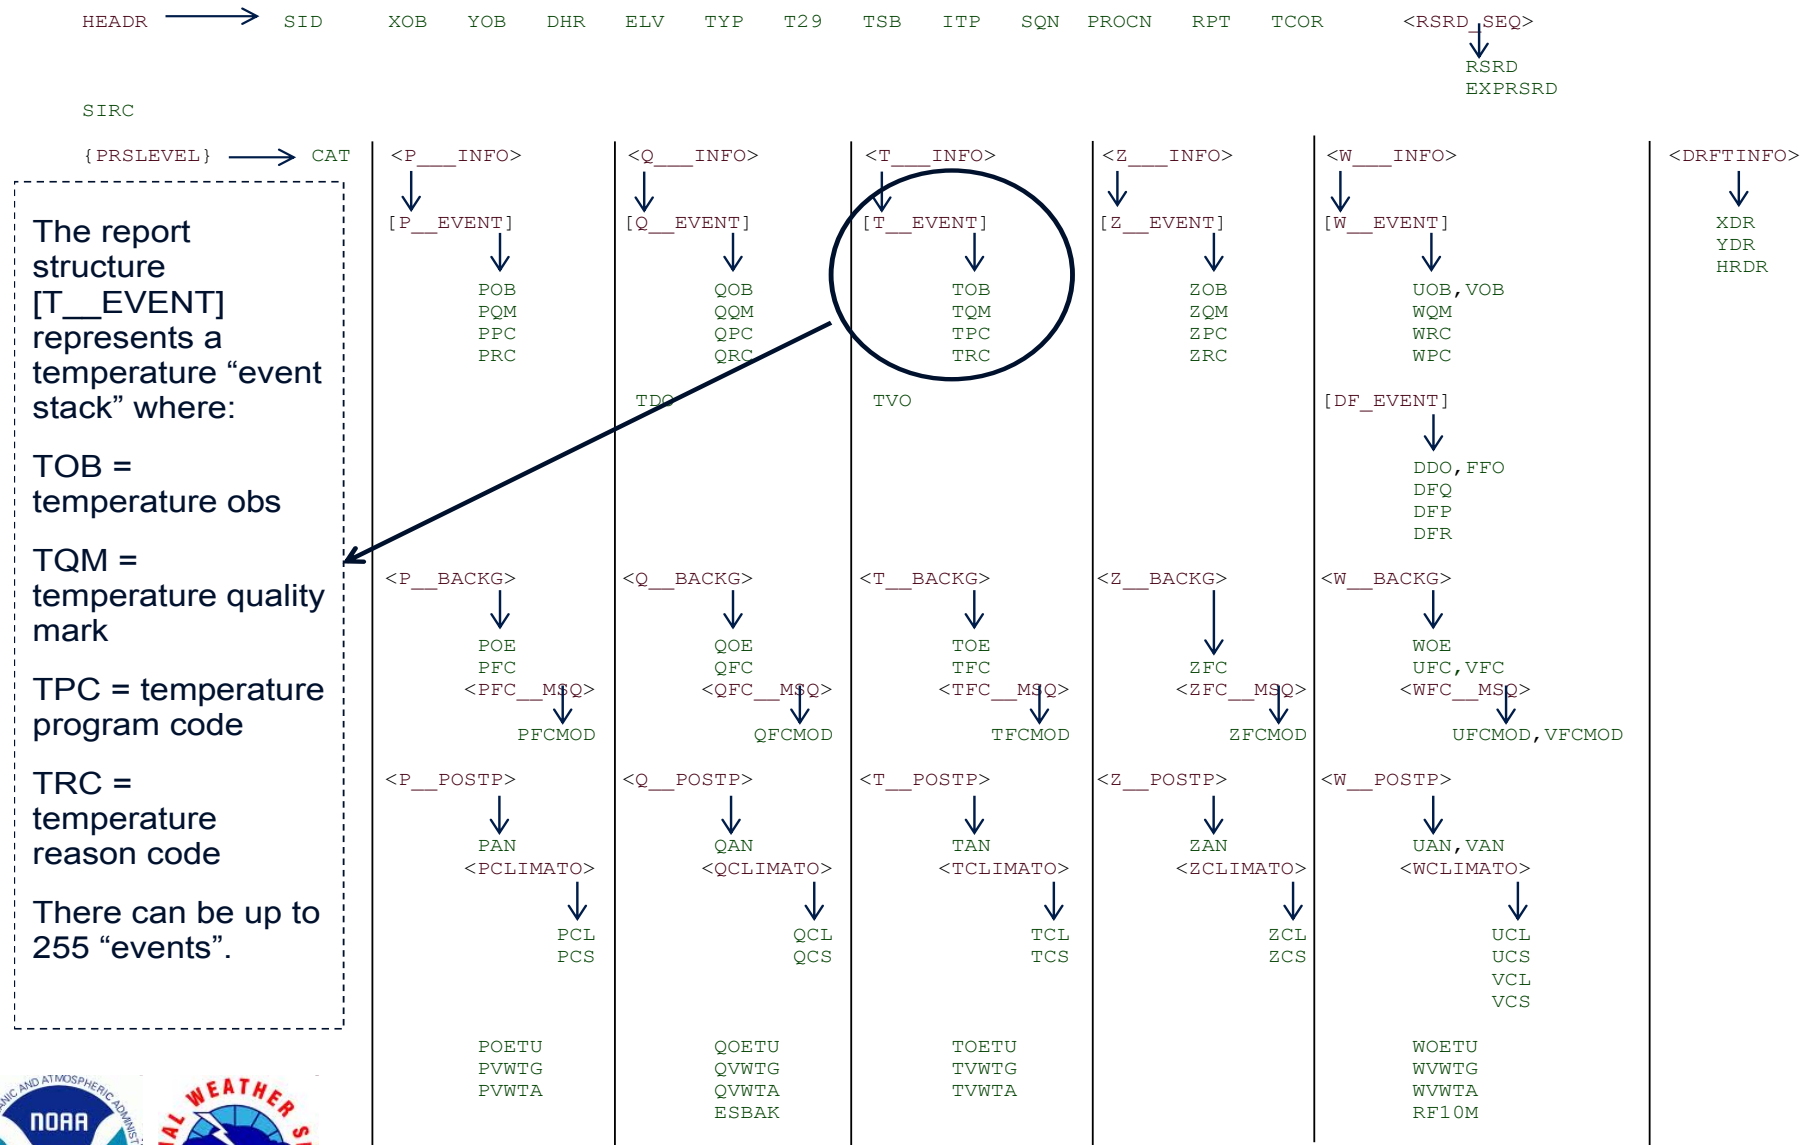 HEADR SID XOB YOB DHR ELV TYP T29 TSB ITP SQN PROCN RPT TCOR <RSRD_SEQ>
RSRD
EXPRSRD
SIRC
{PRSLEVEL} CAT <P___INFO> <Q___INFO> <T___INFO> <Z___INFO> <W___INFO> <DRFTINFO>
[P__EVENT] [Q__EVENT] [T__EVENT] [Z__EVENT] [W__EVENT] XDR
YDR
HRDR
POB QOB TOB ZOB UOB,VOB
PQM QQM TQM ZQM WQM
PPC QPC TPC ZPC WRC
PRC QRC TRC ZRC WPC
TDO TVO [DF_EVENT]
DDO,FFO
DFQ
DFP
DFR
<P__BACKG> <Q__BACKG> <T__BACKG> <Z__BACKG> <W__BACKG>
POE QOE TOE WOE
PFC QFC TFC ZFC UFC,VFC
<PFC__MSQ> <QFC__MSQ> <TFC__MSQ> <ZFC__MSQ> <WFC__MSQ>
PFCMOD QFCMOD TFCMOD ZFCMOD UFCMOD,VFCMOD
<P__POSTP> <Q__POSTP> <T__POSTP> <Z__POSTP> <W__POSTP>
PAN QAN TAN ZAN UAN,VAN
<PCLIMATO> <QCLIMATO> <TCLIMATO> <ZCLIMATO> <WCLIMATO>
PCL QCL TCL ZCL UCL
PCS QCS TCS ZCS UCS
VCL
VCS
POETU QOETU TOETU WOETU
PVWTG QVWTG TVWTG WVWTG
PVWTA QVWTA TVWTA WVWTA
ESBAK RF10M
The report
structure
[T__EVENT]
represents a
temperature “event
stack” where:
TOB =
temperature obs
TQM =
temperature quality
mark
TPC = temperature
program code
TRC =
temperature
reason code
There can be up to
255 “events”.
AND ATMOSPHERIC
NOAA
WEATHER